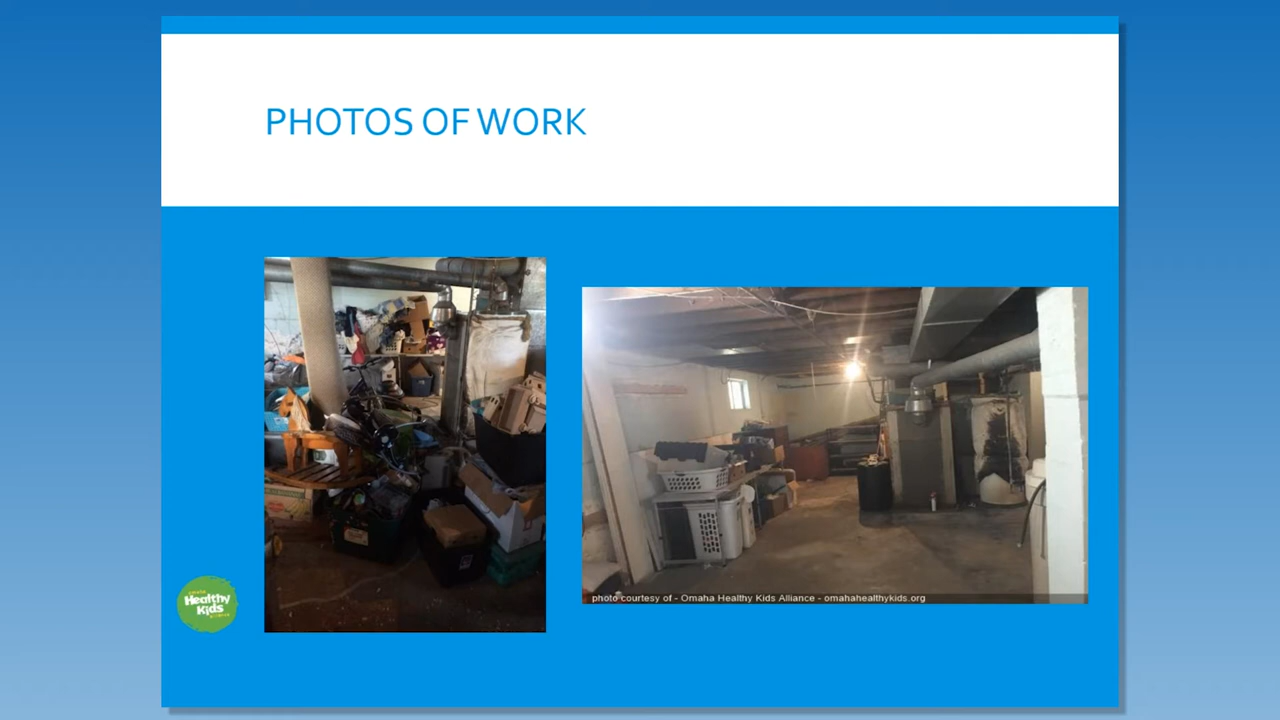 PHOTOS OF WORK
Healthy
Kids
photo courtesy of - Omaha Healthy Kids Alliance - omahahealthykids.org